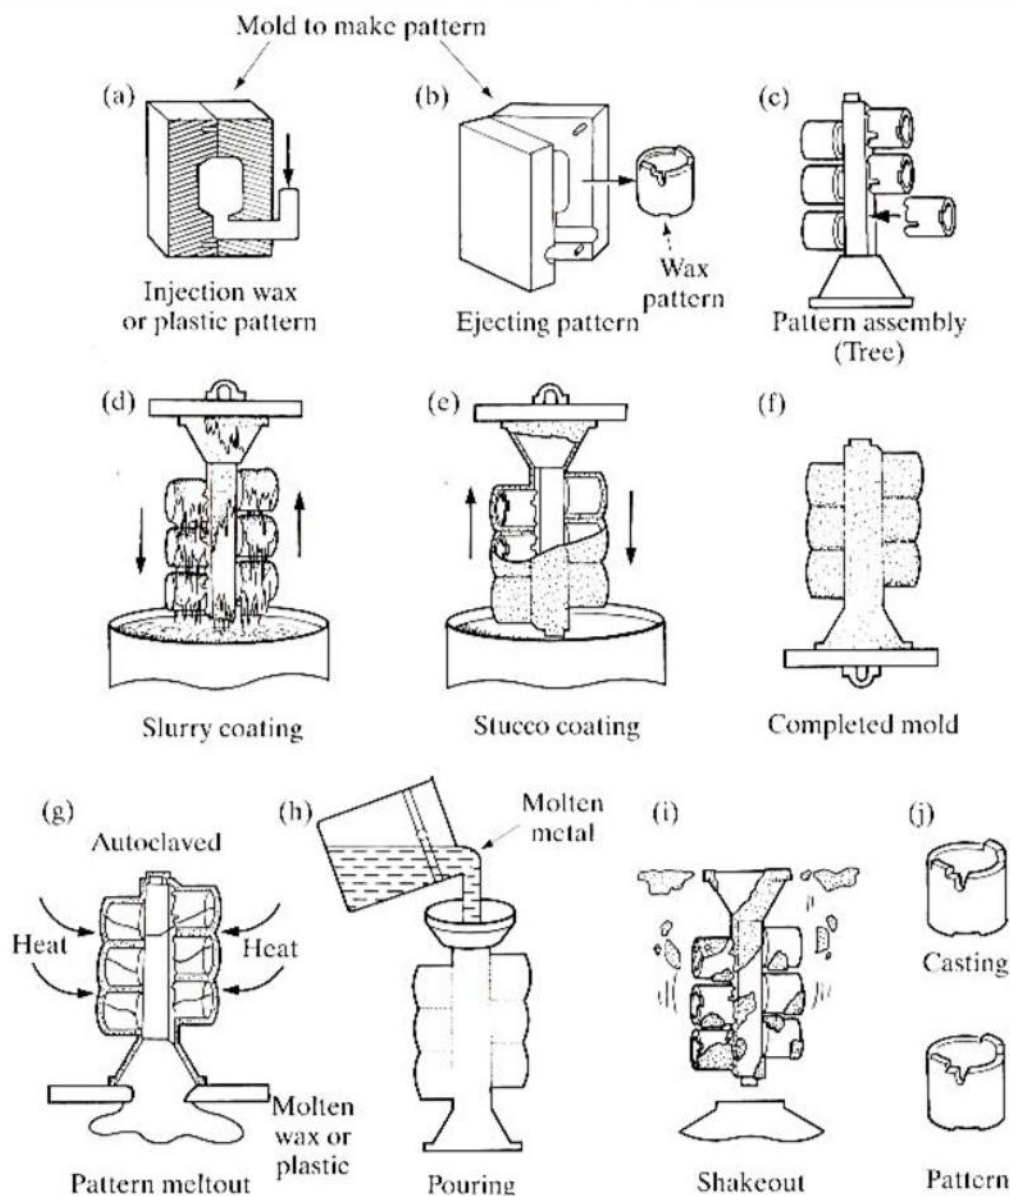 Mold to make pattern
(a)
(b)
(c)
Injection wax
or plastic pattern
Ejecting pattern
Wax
pattern
Pattern assembly
(Tree)
(d)
(e)
(f)
Slurry coating
Stucco coating
Completed mold
(g)
Autoclaved
Heat
Heat
Molten
wax or
plastic
Pattern meltout
(h)
Molten
metal
Pouring
(i)
Shakeout
(j)
Casting
Pattern